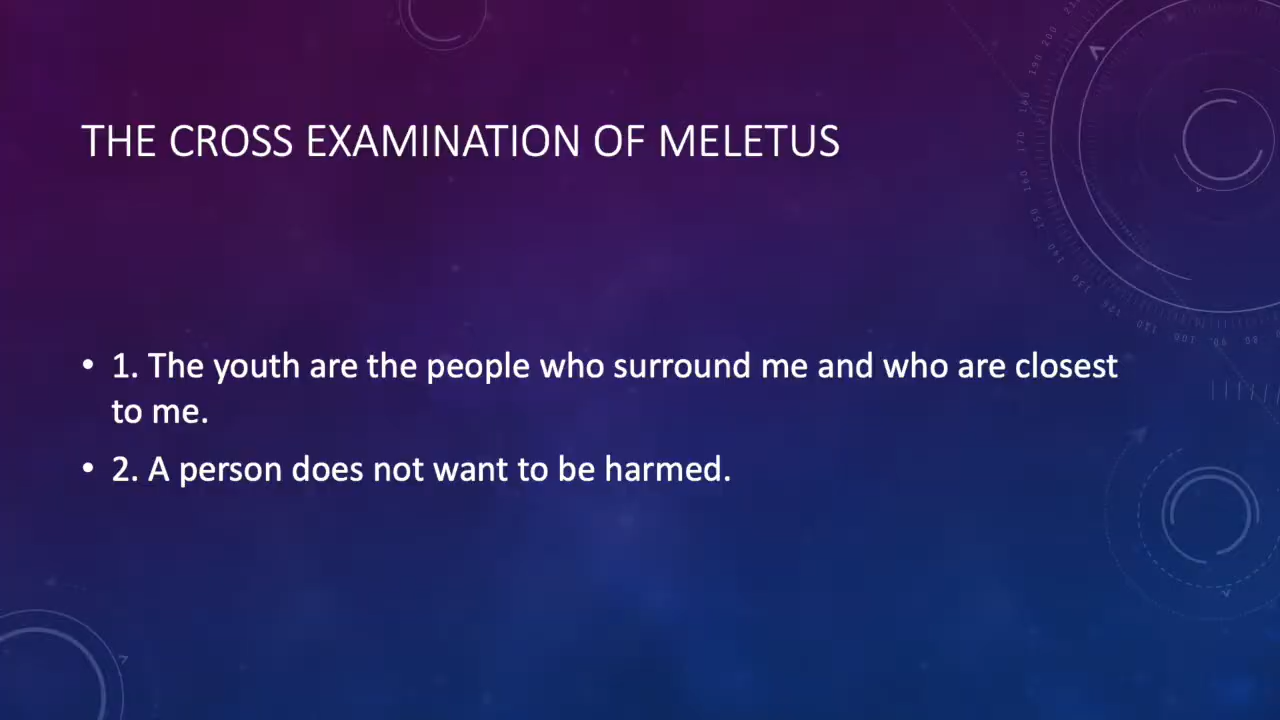 THE CROSS EXAMINATION OF MELETUS
• 1. The youth are the people who surround me and who are closest
to me.
• 2. A person does not want to be harmed.